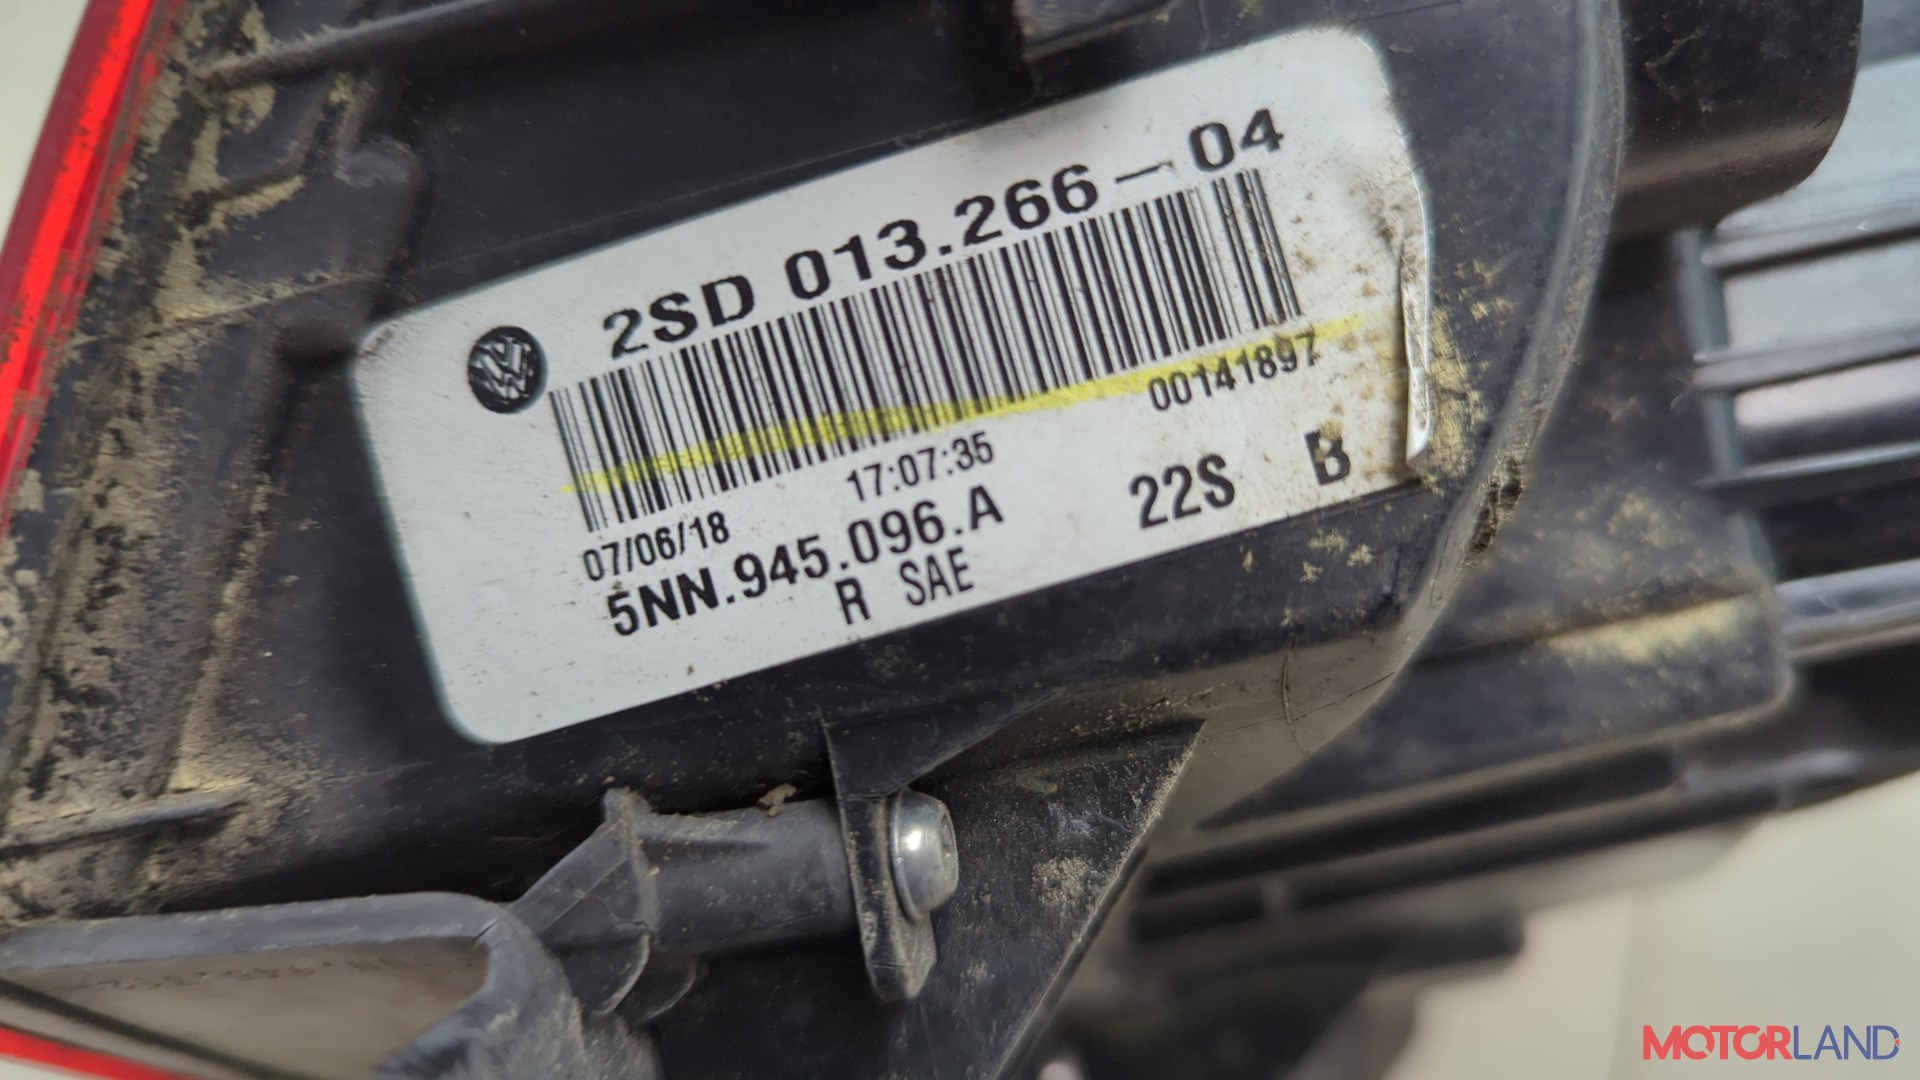 2SD 013.266-04
00141897
07/06/18 17:07:35
5NN.945.096.A 22S B
R SAE
MOTORLAND